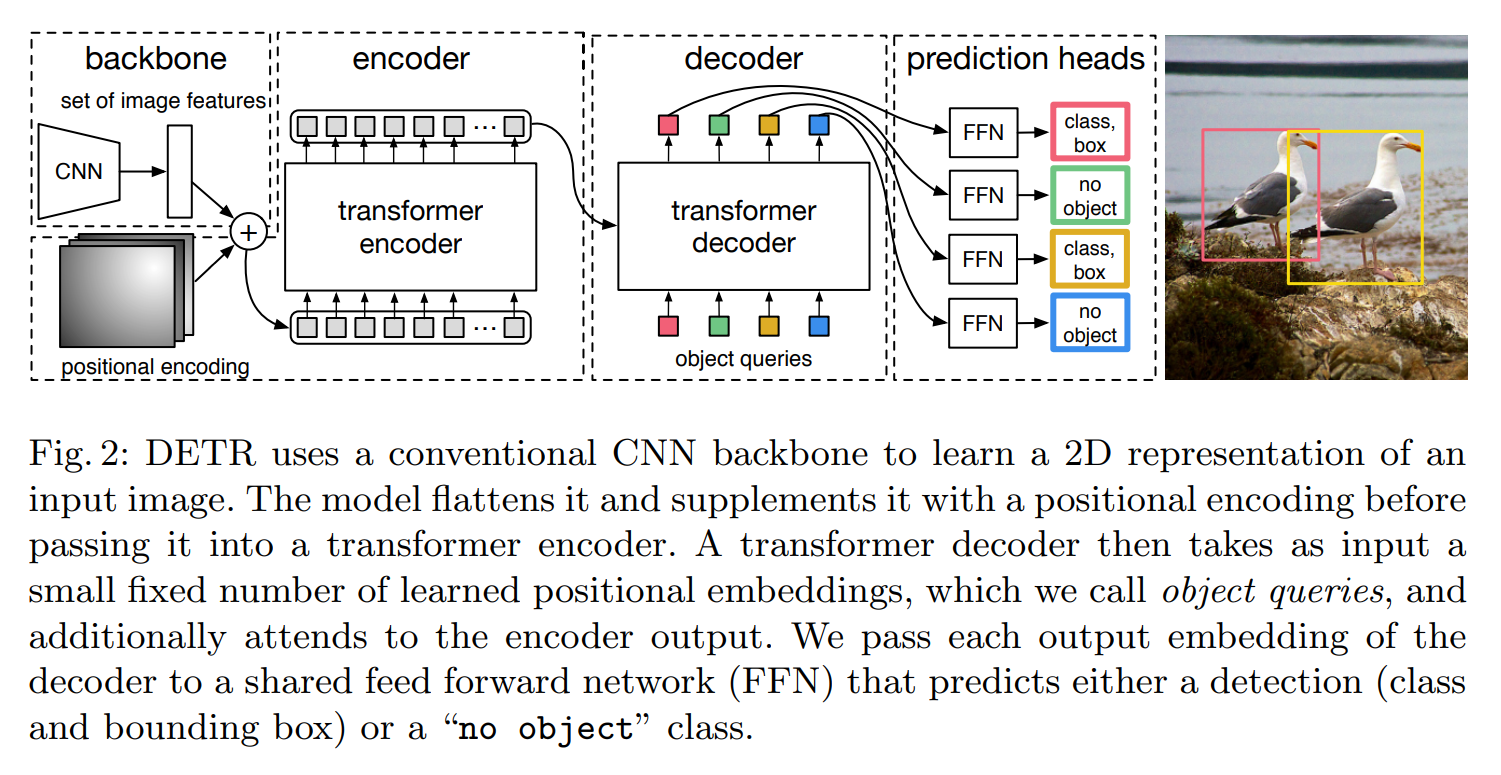 backbone
set of image features
CNN
+
positional encoding
encoder
...
transformer
encoder
...
decoder
transformer
decoder
object queries
prediction heads
FFN
class,
box
FFN
no
object
FFN
class,
box
FFN
no
object
Fig. 2: DETR uses a conventional CNN backbone to learn a 2D representation of an
input image. The model flattens it and supplements it with a positional encoding before
passing it into a transformer encoder. A transformer decoder then takes as input a
small fixed number of learned positional embeddings, which we call object queries, and
additionally attends to the encoder output. We pass each output embedding of the
decoder to a shared feed forward network (FFN) that predicts either a detection (class
and bounding box) or a “no object” class.